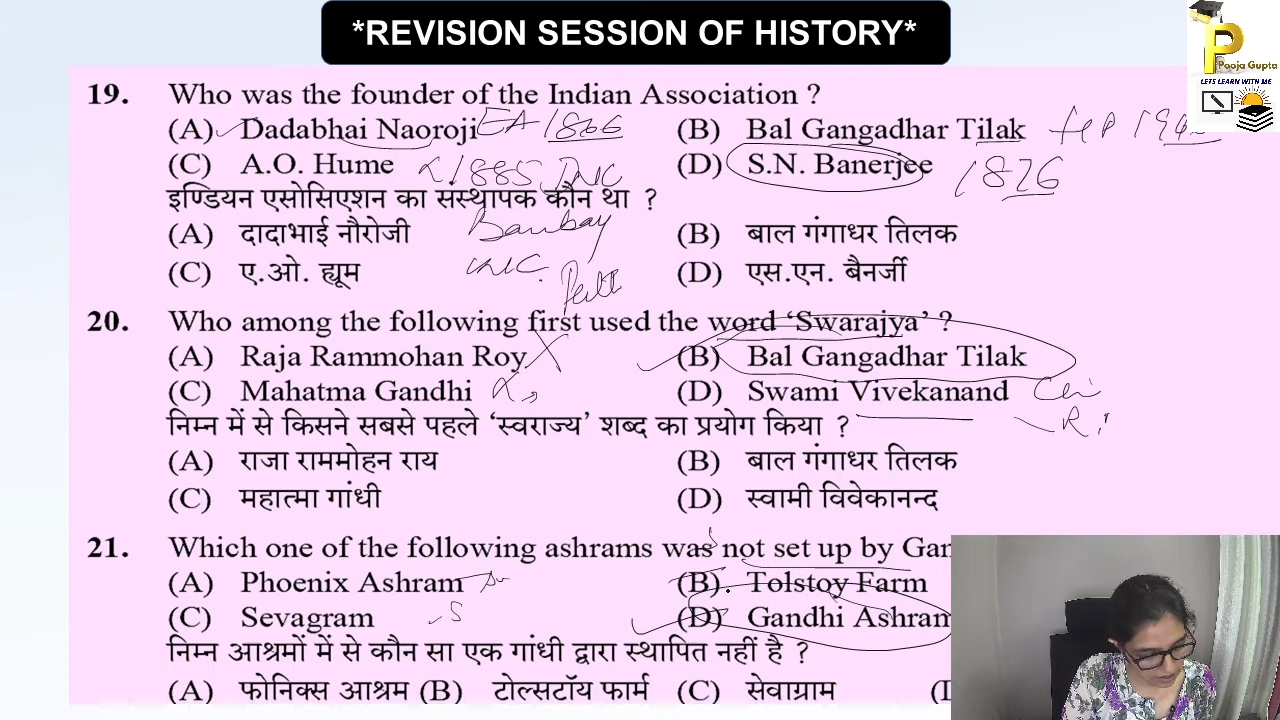 *REVISION SESSION OF HISTORY*
P
Pooja Gupta
LETS LEARN WITH ME
19. Who was the founder of the Indian Association ?
(A) Dadabhai Naoroji EA 1866 (B) Bal Gangadhar Tilak
(C) A.O. Hume 1885 INC (D) S.N. Banerjee 1876
इण्डियन एसोसिएशन का संस्थापक कौन था ?
Bombay
(A) दादाभाई नौरोजी (B) बाल गंगाधर तिलक
(C) ए.ओ. ह्यूम INC. (D) एस.एन. बैनर्जी
20. Who among the following first used the word ‘Swarajya’ ?
(A) Raja Rammohan Roy (B) Bal Gangadhar Tilak
(C) Mahatma Gandhi (D) Swami Vivekanand
निम्न में से किसने सबसे पहले ‘स्वराज्य’ शब्द का प्रयोग किया ?
(A) राजा राममोहन राय (B) बाल गंगाधर तिलक
(C) महात्मा गांधी (D) स्वामी विवेकानन्द
21. Which one of the following ashrams was not set up by Gan
(A) Phoenix Ashram (B) Tolstoy Farm
(C) Sevagram (D) Gandhi Ashram
निम्न आश्रमों में से कौन सा एक गांधी द्वारा स्थापित नहीं है ?
(A) फोनिक्स आश्रम (B) टोल्सटॉय फार्म (C) सेवाग्राम